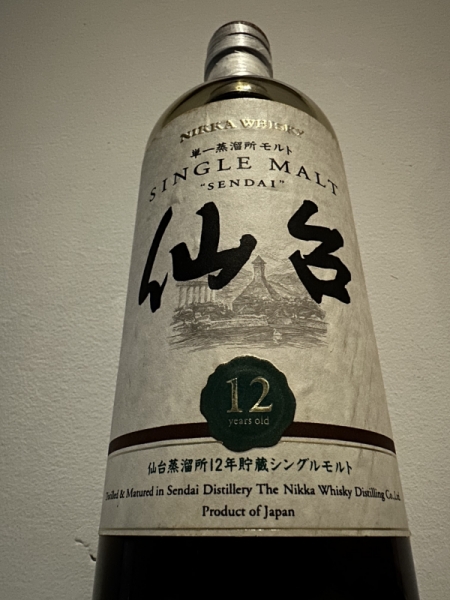 NIKKA WHISKY
単一蒸溜所モルト
SINGLE MALT
"SENDAI"
仙台
12
years old
仙台蒸溜所12年貯蔵シングルモルト
Distilled & Matured in Sendai Distillery The Nikka Whisky Distilling Co.,Ltd.
Product of Japan